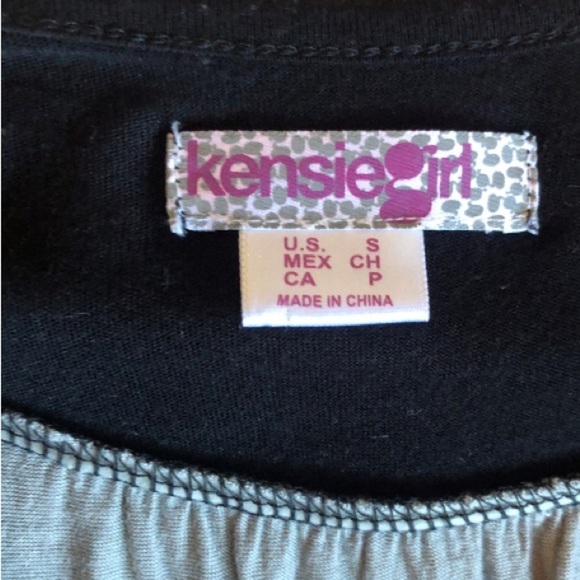 kensiegirl
U.S. S
MEX CH
CA P
MADE IN CHINA